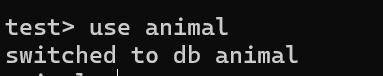 test> use animal
switched to db animal